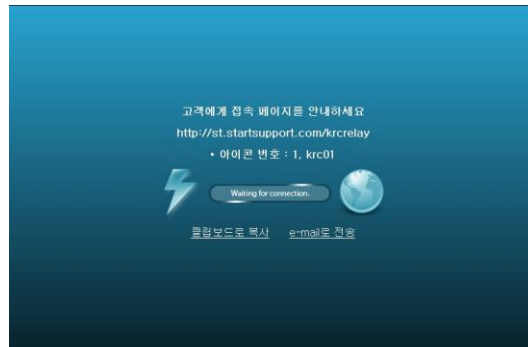 고객에게 접속 페이지를 안내하세요
http://st.startsupport.com/krcrelay
• 아이콘 번호 : 1, krc01
Waiting for connection.
클립보드로 복사 e-mail로 전송